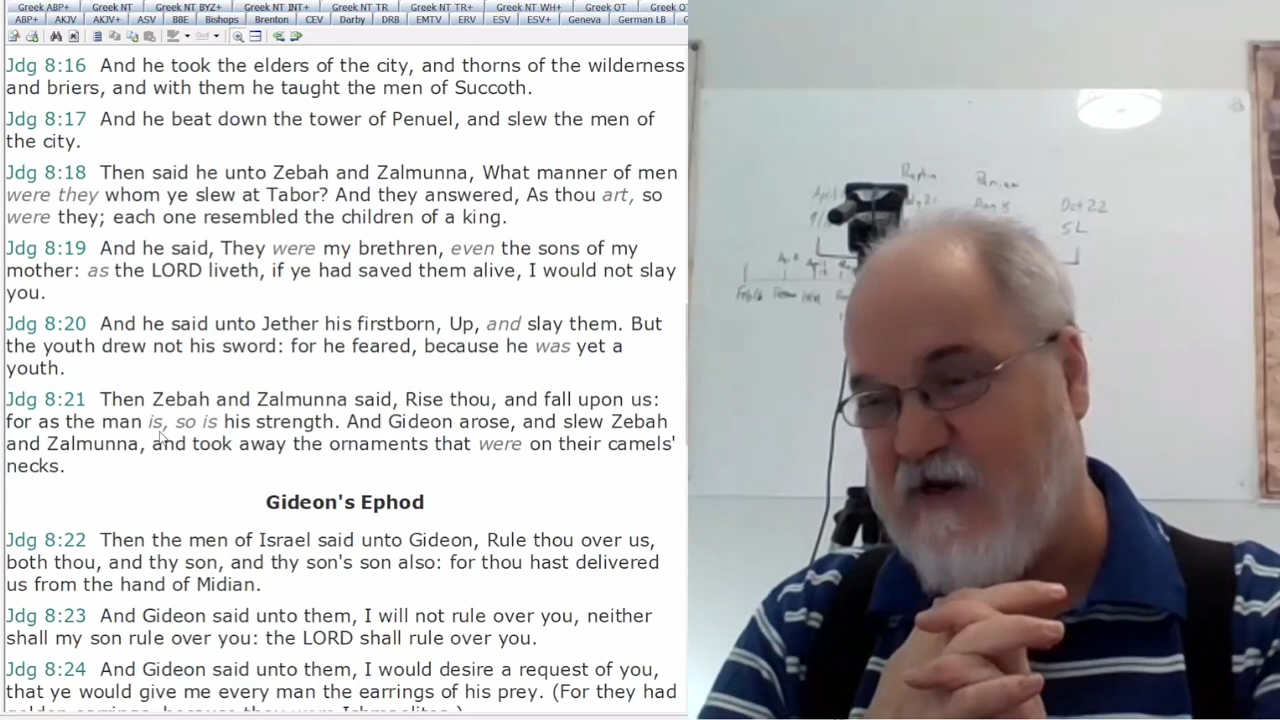 Greek ABP+ Greek NT Greek NT BYZ+ Greek NT INT+ Greek NT TR Greek NT TR+ Greek NT WH+ Greek OT Greek O
ABP+ AKJV AKJV+ ASV BBE Bishops Brenton CEV Darby DRB EMTV ERV ESV ESV+ Geneva German LB
Jdg 8:16 And he took the elders of the city, and thorns of the wilderness
and briers, and with them he taught the men of Succoth.
Jdg 8:17 And he beat down the tower of Penuel, and slew the men of
the city.
Jdg 8:18 Then said he unto Zebah and Zalmunna, What manner of men
were they whom ye slew at Tabor? And they answered, As thou art, so
were they; each one resembled the children of a king.
Jdg 8:19 And he said, They were my brethren, even the sons of my
mother: as the LORD liveth, if ye had saved them alive, I would not slay
you.
Jdg 8:20 And he said unto Jether his firstborn, Up, and slay them. But
the youth drew not his sword: for he feared, because he was yet a
youth.
Jdg 8:21 Then Zebah and Zalmunna said, Rise thou, and fall upon us:
for as the man is, so is his strength. And Gideon arose, and slew Zebah
and Zalmunna, and took away the ornaments that were on their camels'
necks.
Gideon's Ephod
Jdg 8:22 Then the men of Israel said unto Gideon, Rule thou over us,
both thou, and thy son, and thy son's son also: for thou hast delivered
us from the hand of Midian.
Jdg 8:23 And Gideon said unto them, I will not rule over you, neither
shall my son rule over you: the LORD shall rule over you.
Jdg 8:24 And Gideon said unto them, I would desire a request of you,
that ye would give me every man the earrings of his prey. (For they had
golden earrings, because they were Ishmaelites.)
Raphia
Oct 22